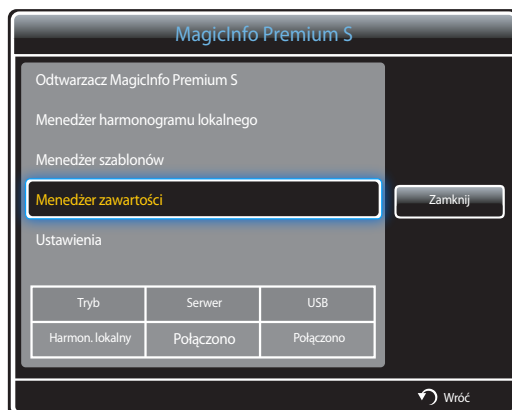 MagicInfo Premium S
Odtwarzacz MagicInfo Premium S
Menedżer harmonogramu lokalnego
Menedżer szablonów
Menedżer zawartości
Zamknij
Ustawienia
Tryb Serwer USB
Harmon. lokalny Połączono Połączono
Wróć